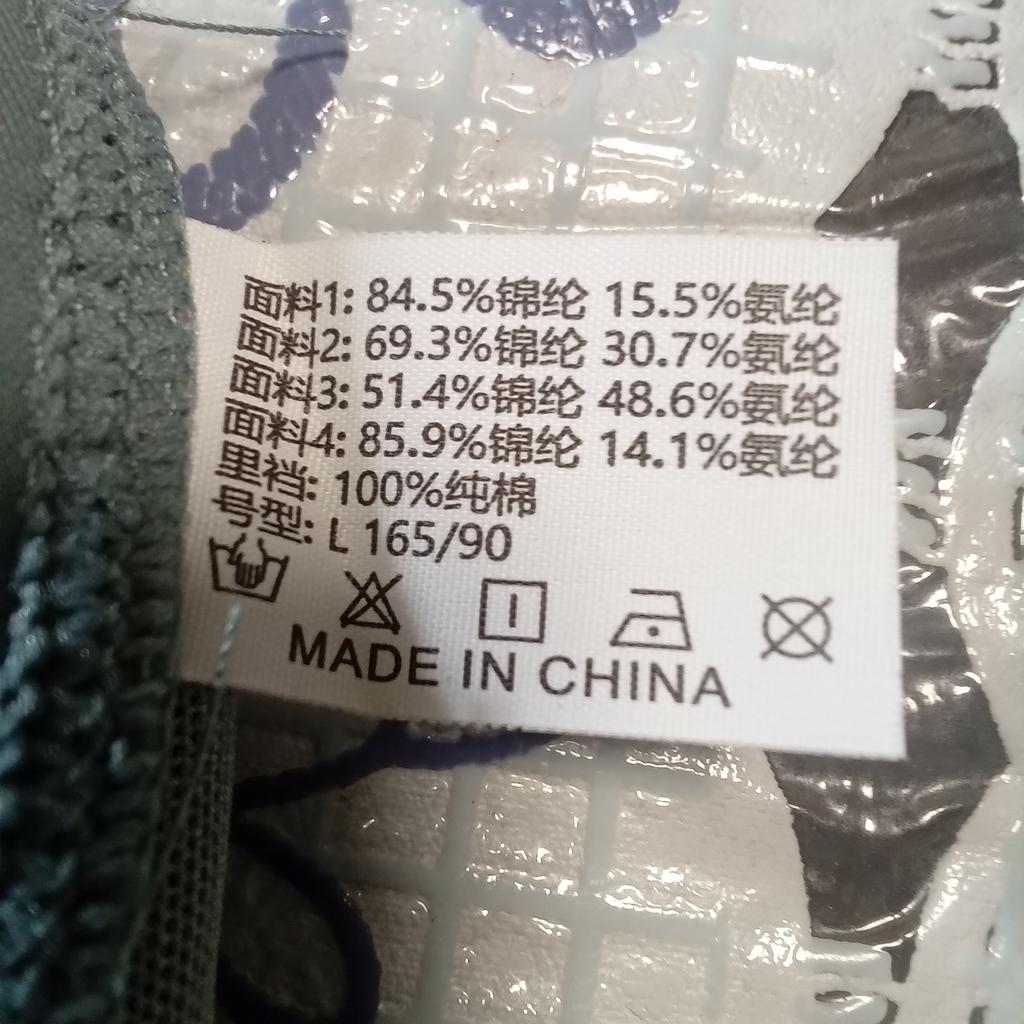 面料1: 84.5%锦纶 15.5%氨纶
面料2: 69.3%锦纶 30.7%氨纶
面料3: 51.4%锦纶 48.6%氨纶
面料4: 85.9%锦纶 14.1%氨纶
里裆: 100%纯棉
号型: L 165/90
MADE IN CHINA